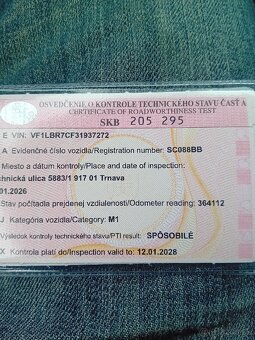 OSVEDČENIE O KONTROLE TECHNICKÉHO STAVU ČASŤ A
CERTIFICATE OF ROADWORTHINESS TEST
SKB 205 295
E VIN: VF1LBR7CF31937272
A Evidenčné číslo vozidla/Registration number: SC088BB
Miesto a dátum kontroly/Place and date of inspection:
chnická ulica 5883/1 917 01 Trnava
01.2026
Stav počítadla prejdenej vzdialenosti/Odometer reading: 364112
J Kategória vozidla/Category: M1
Výsledok kontroly technického stavu/PTI result: SPÔSOBILÉ
X Kontrola platí do/Inspection valid to: 12.01.2028